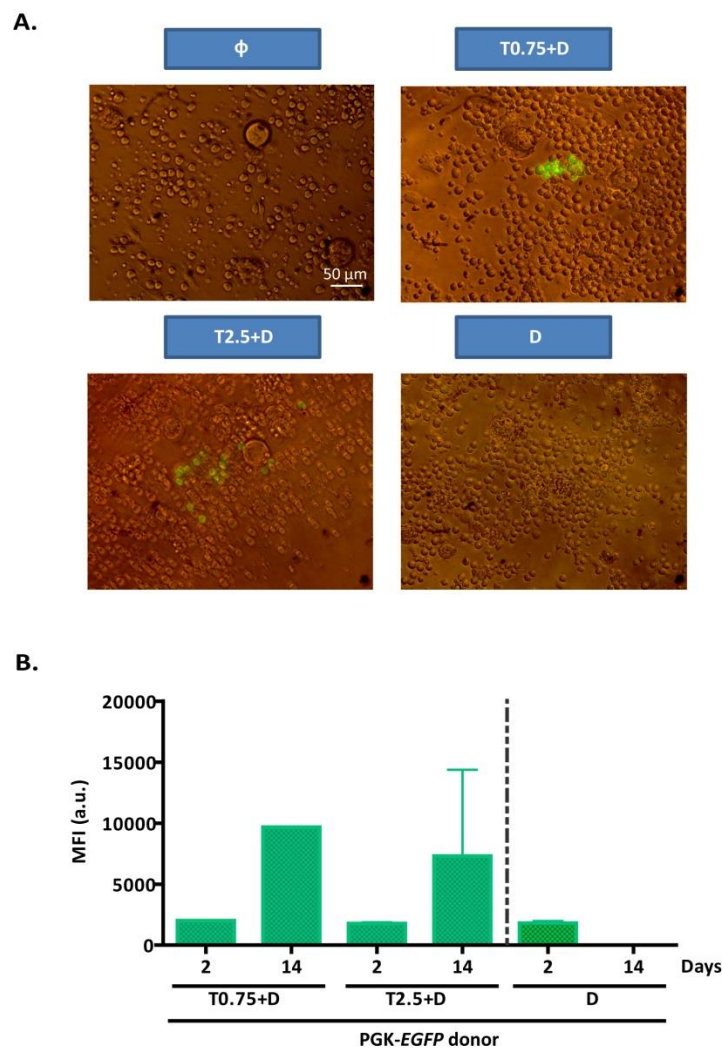 A.
ϕ
T0.75+D
50 µm
T2.5+D
D
B.
20000
15000
10000
5000
0
MFI (a.u.)
2 14 2 14 2 14 Days
T0.75+D T2.5+D D
PGK-EGFP donor